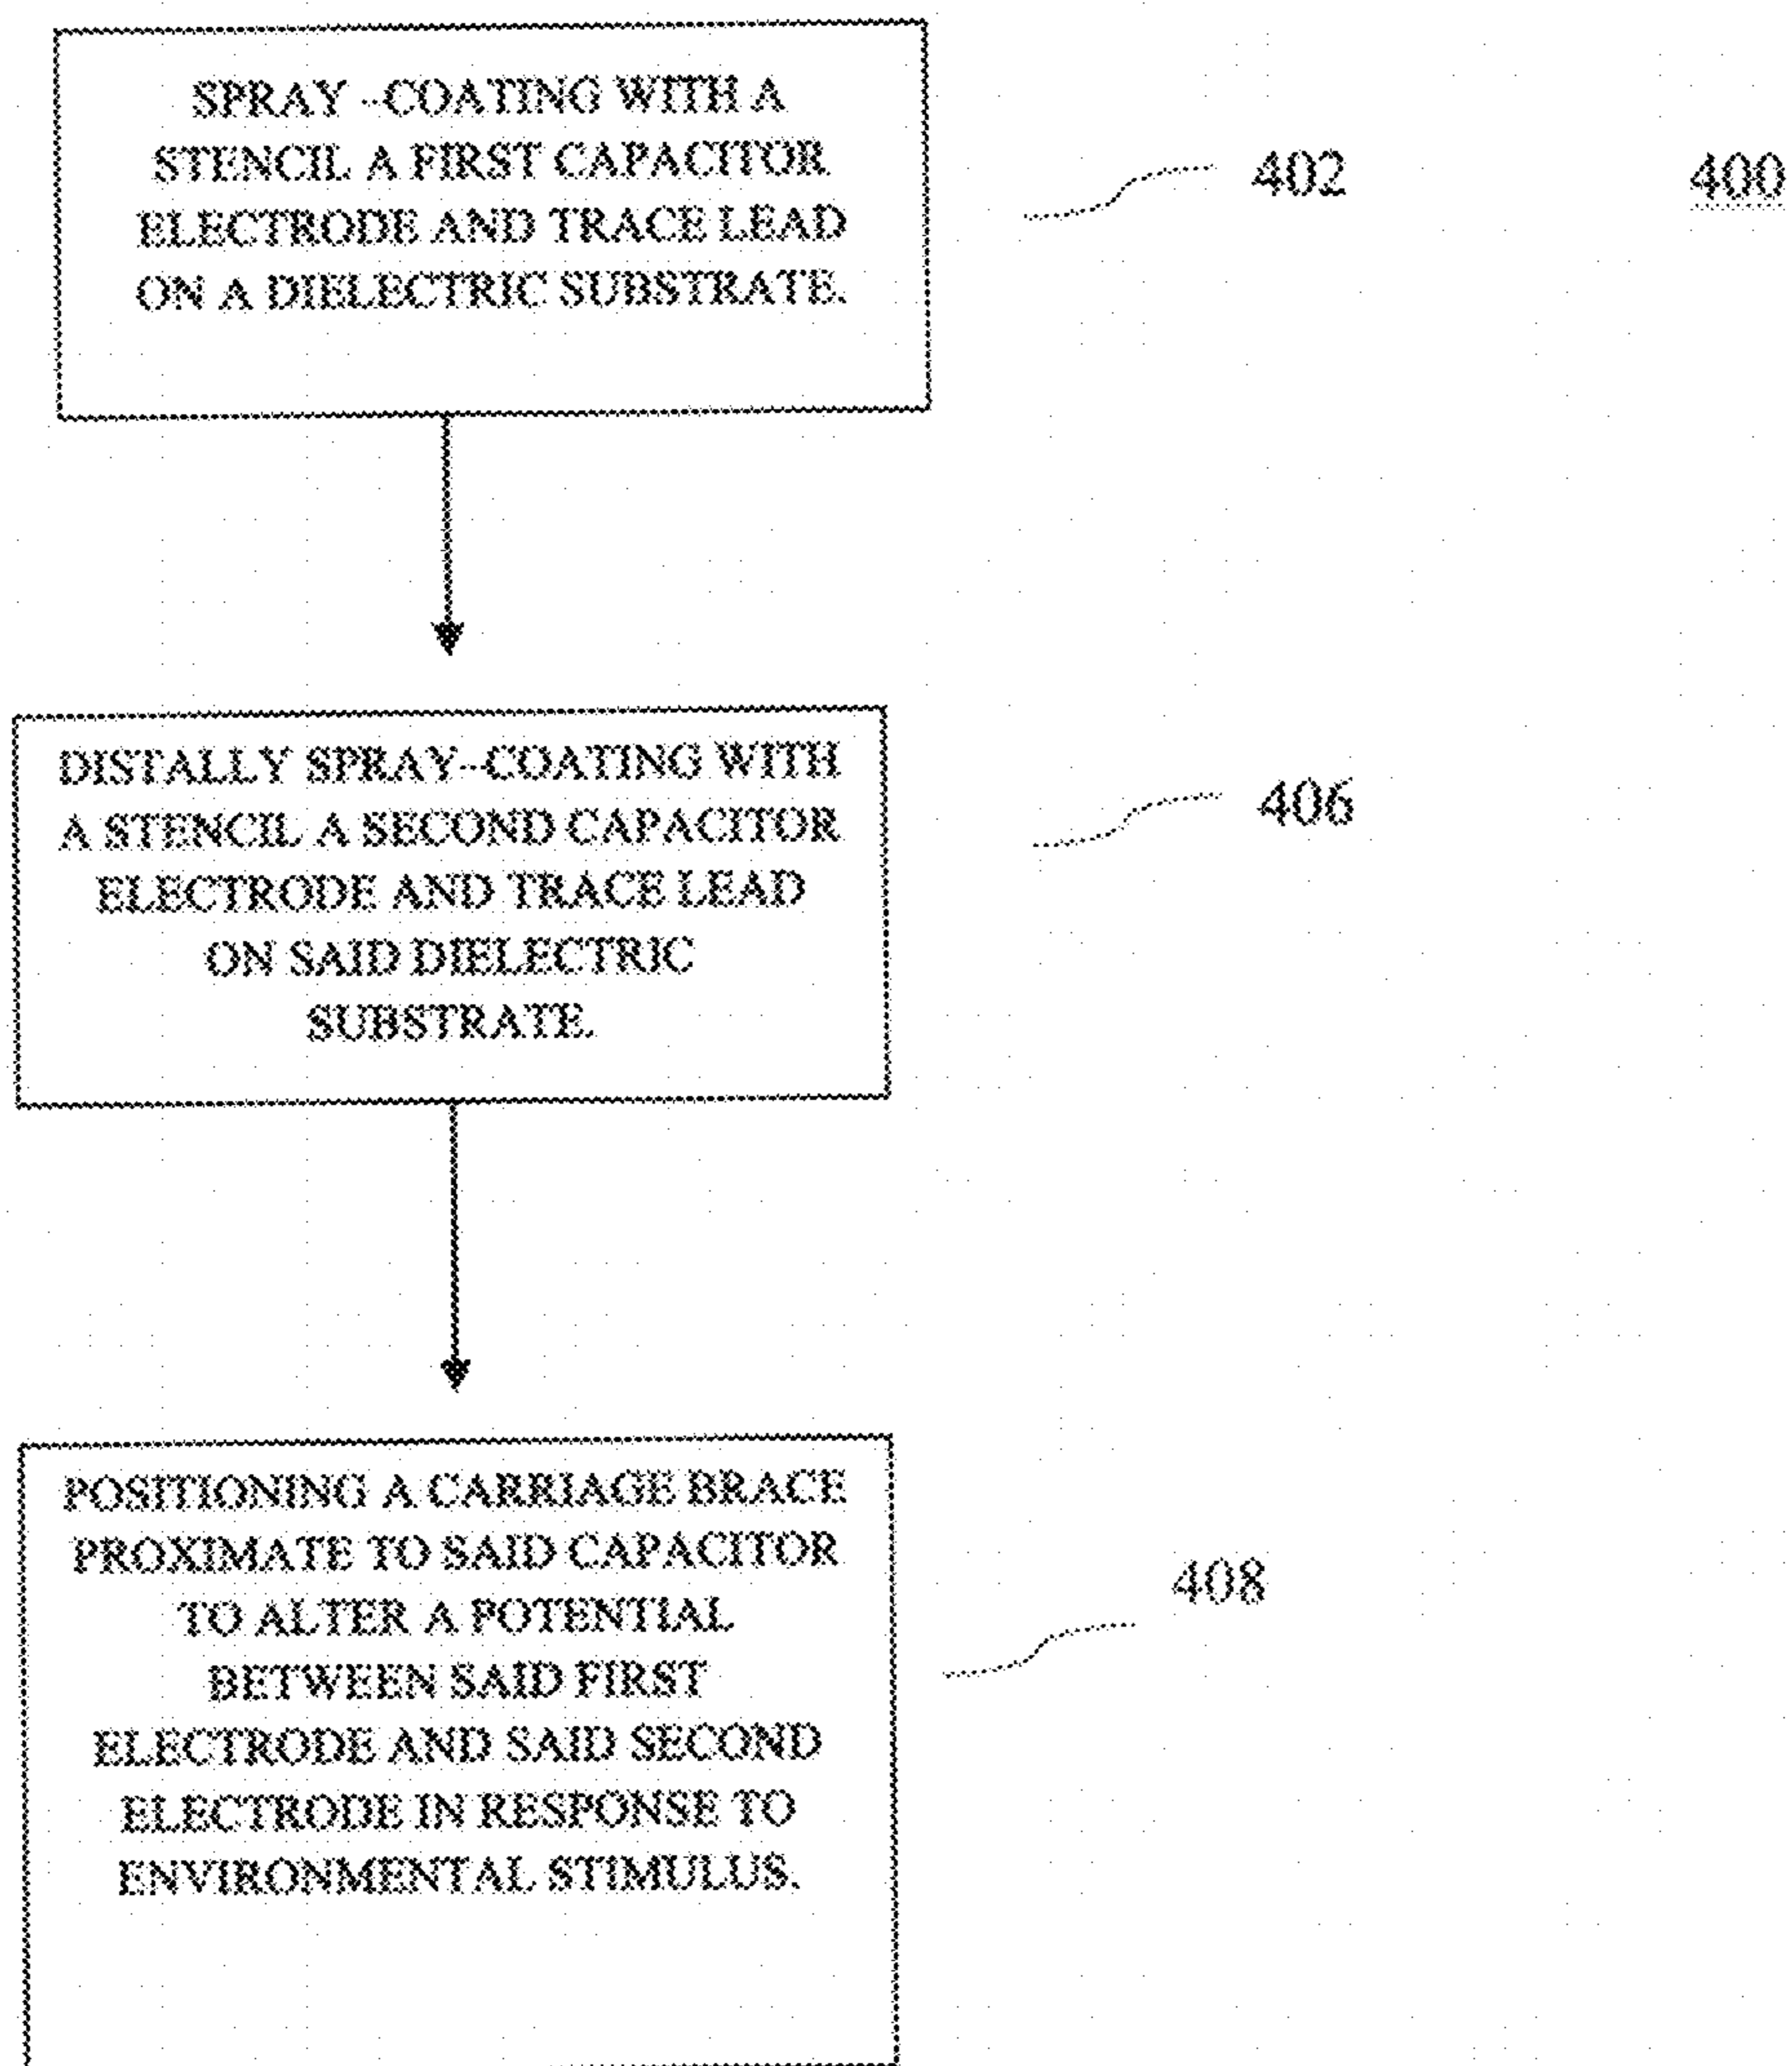 SPRAY -COATING WITH A
STENCIL A FIRST CAPACITOR
ELECTRODE AND TRACE LEAD
ON A DIELECTRIC SUBSTRATE.
402
400
DISTALLY SPRAY-COATING WITH
A STENCIL A SECOND CAPACITOR
ELECTRODE AND TRACE LEAD
ON SAID DIELECTRIC
SUBSTRATE.
406
POSITIONING A CARRIAGE BRACE
PROXIMATE TO SAID CAPACITOR
TO ALTER A POTENTIAL
BETWEEN SAID FIRST
ELECTRODE AND SAID SECOND
ELECTRODE IN RESPONSE TO
ENVIRONMENTAL STIMULUS.
408